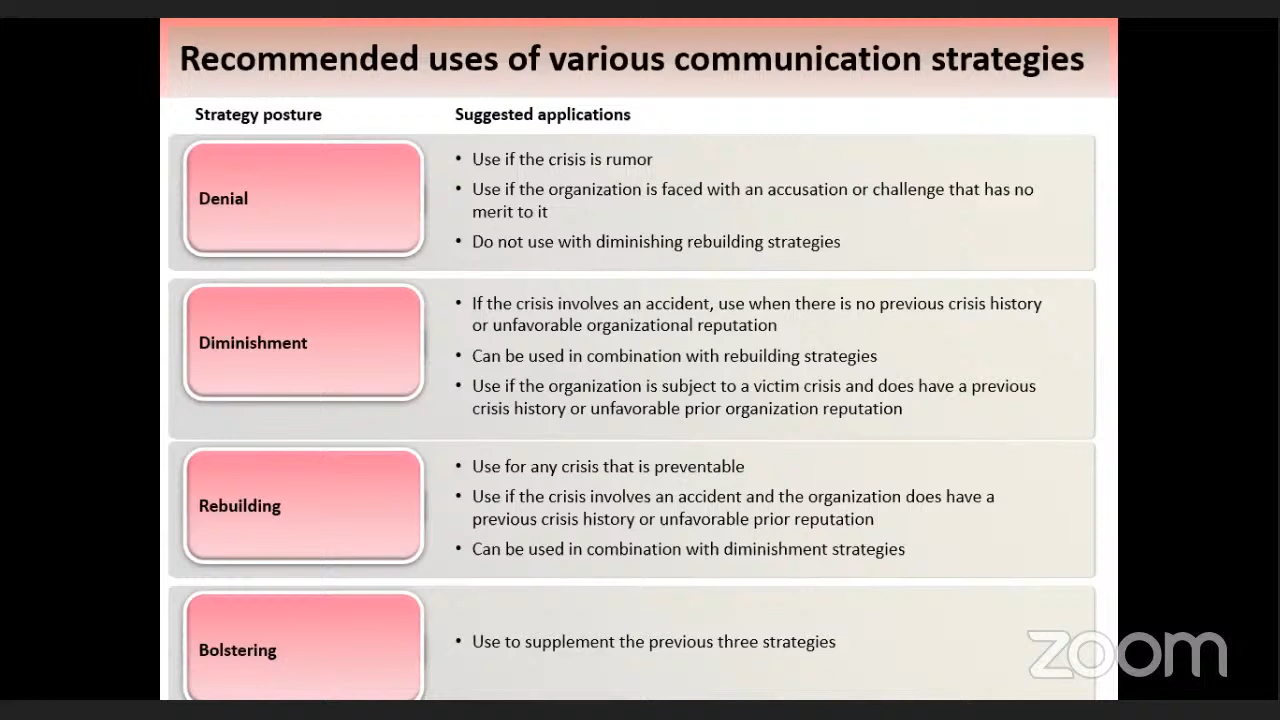 Recommended uses of various communication strategies
Strategy posture
Suggested applications
Denial
• Use if the crisis is rumor
• Use if the organization is faced with an accusation or challenge that has no
merit to it
• Do not use with diminishing rebuilding strategies
Diminishment
• If the crisis involves an accident, use when there is no previous crisis history
or unfavorable organizational reputation
• Can be used in combination with rebuilding strategies
• Use if the organization is subject to a victim crisis and does have a previous
crisis history or unfavorable prior organization reputation
Rebuilding
• Use for any crisis that is preventable
• Use if the crisis involves an accident and the organization does have a
previous crisis history or unfavorable prior reputation
• Can be used in combination with diminishment strategies
Bolstering
• Use to supplement the previous three strategies
zoom